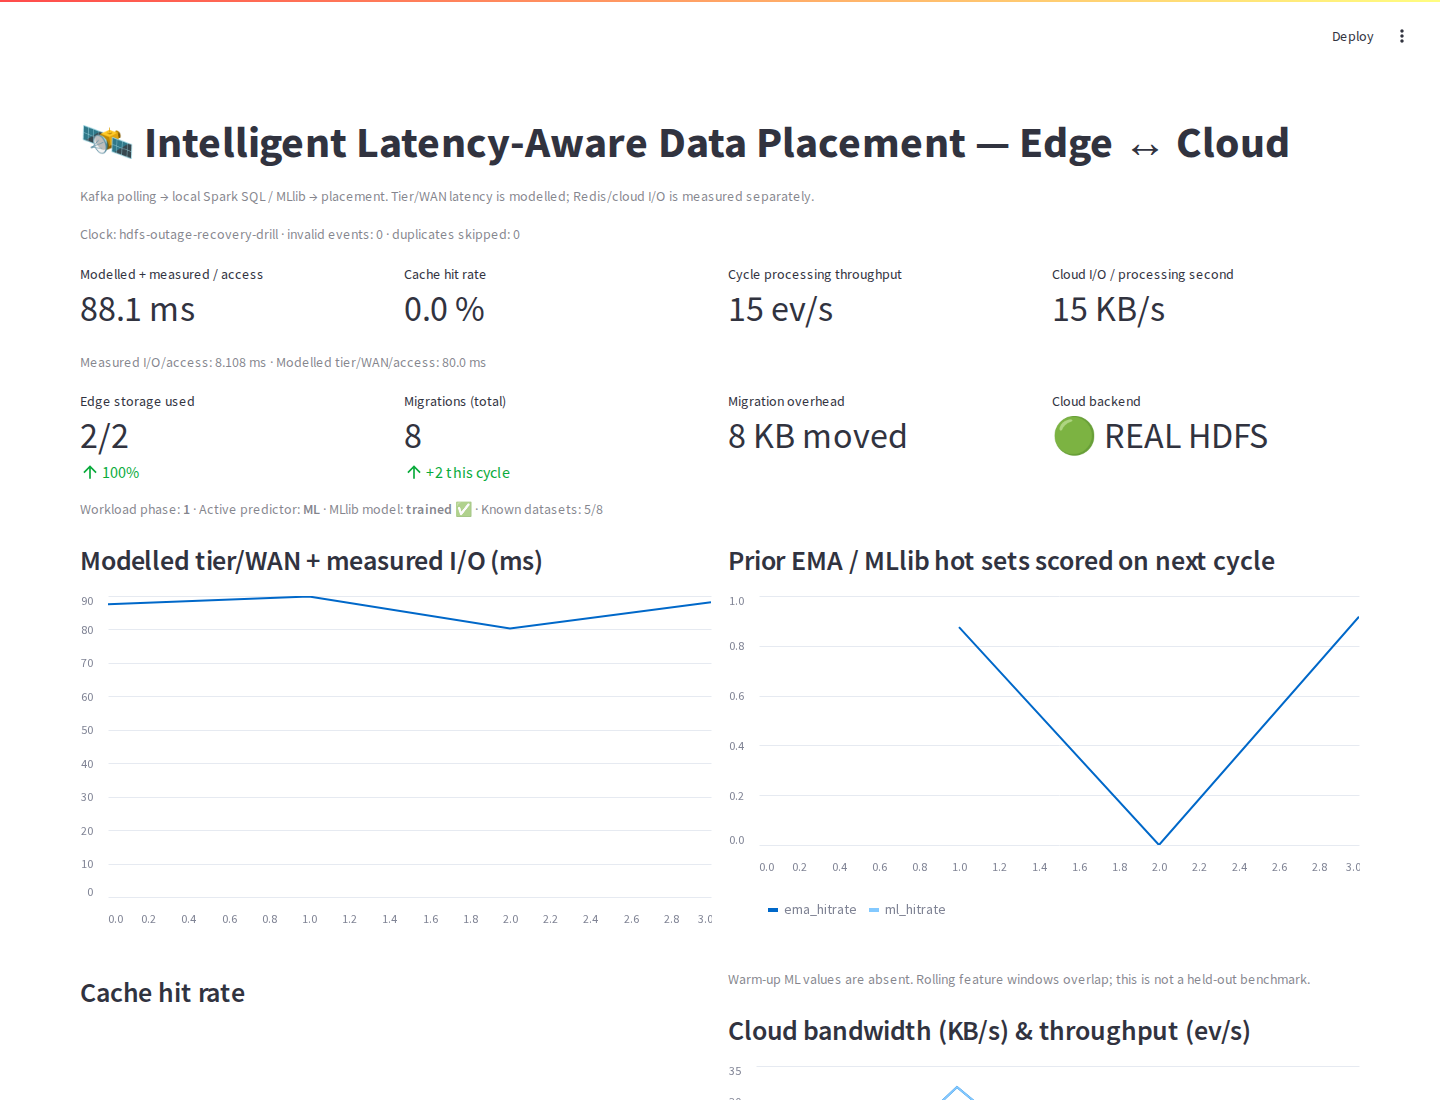 Deploy
🛰️ Intelligent Latency-Aware Data Placement — Edge ↔ Cloud
Kafka polling → local Spark SQL / MLlib → placement. Tier/WAN latency is modelled; Redis/cloud I/O is measured separately.
Clock: hdfs-outage-recovery-drill · invalid events: 0 · duplicates skipped: 0
Modelled + measured / access
88.1 ms
Cache hit rate
0.0 %
Cycle processing throughput
15 ev/s
Cloud I/O / processing second
15 KB/s
Measured I/O/access: 8.108 ms · Modelled tier/WAN/access: 80.0 ms
Edge storage used
2/2
↑ 100%
Migrations (total)
8
↑ +2 this cycle
Migration overhead
8 KB moved
Cloud backend
🟢 REAL HDFS
Workload phase: 1 · Active predictor: ML · MLlib model: trained ✅ · Known datasets: 5/8
Modelled tier/WAN + measured I/O (ms)
90
80
70
60
50
40
30
20
10
0
0.0 0.2 0.4 0.6 0.8 1.0 1.2 1.4 1.6 1.8 2.0 2.2 2.4 2.6 2.8 3.0
Cache hit rate
Prior EMA / MLlib hot sets scored on next cycle
1.0
0.8
0.6
0.4
0.2
0.0
0.0 0.2 0.4 0.6 0.8 1.0 1.2 1.4 1.6 1.8 2.0 2.2 2.4 2.6 2.8 3.0
ema_hitrate ml_hitrate
Warm-up ML values are absent. Rolling feature windows overlap; this is not a held-out benchmark.
Cloud bandwidth (KB/s) & throughput (ev/s)
35